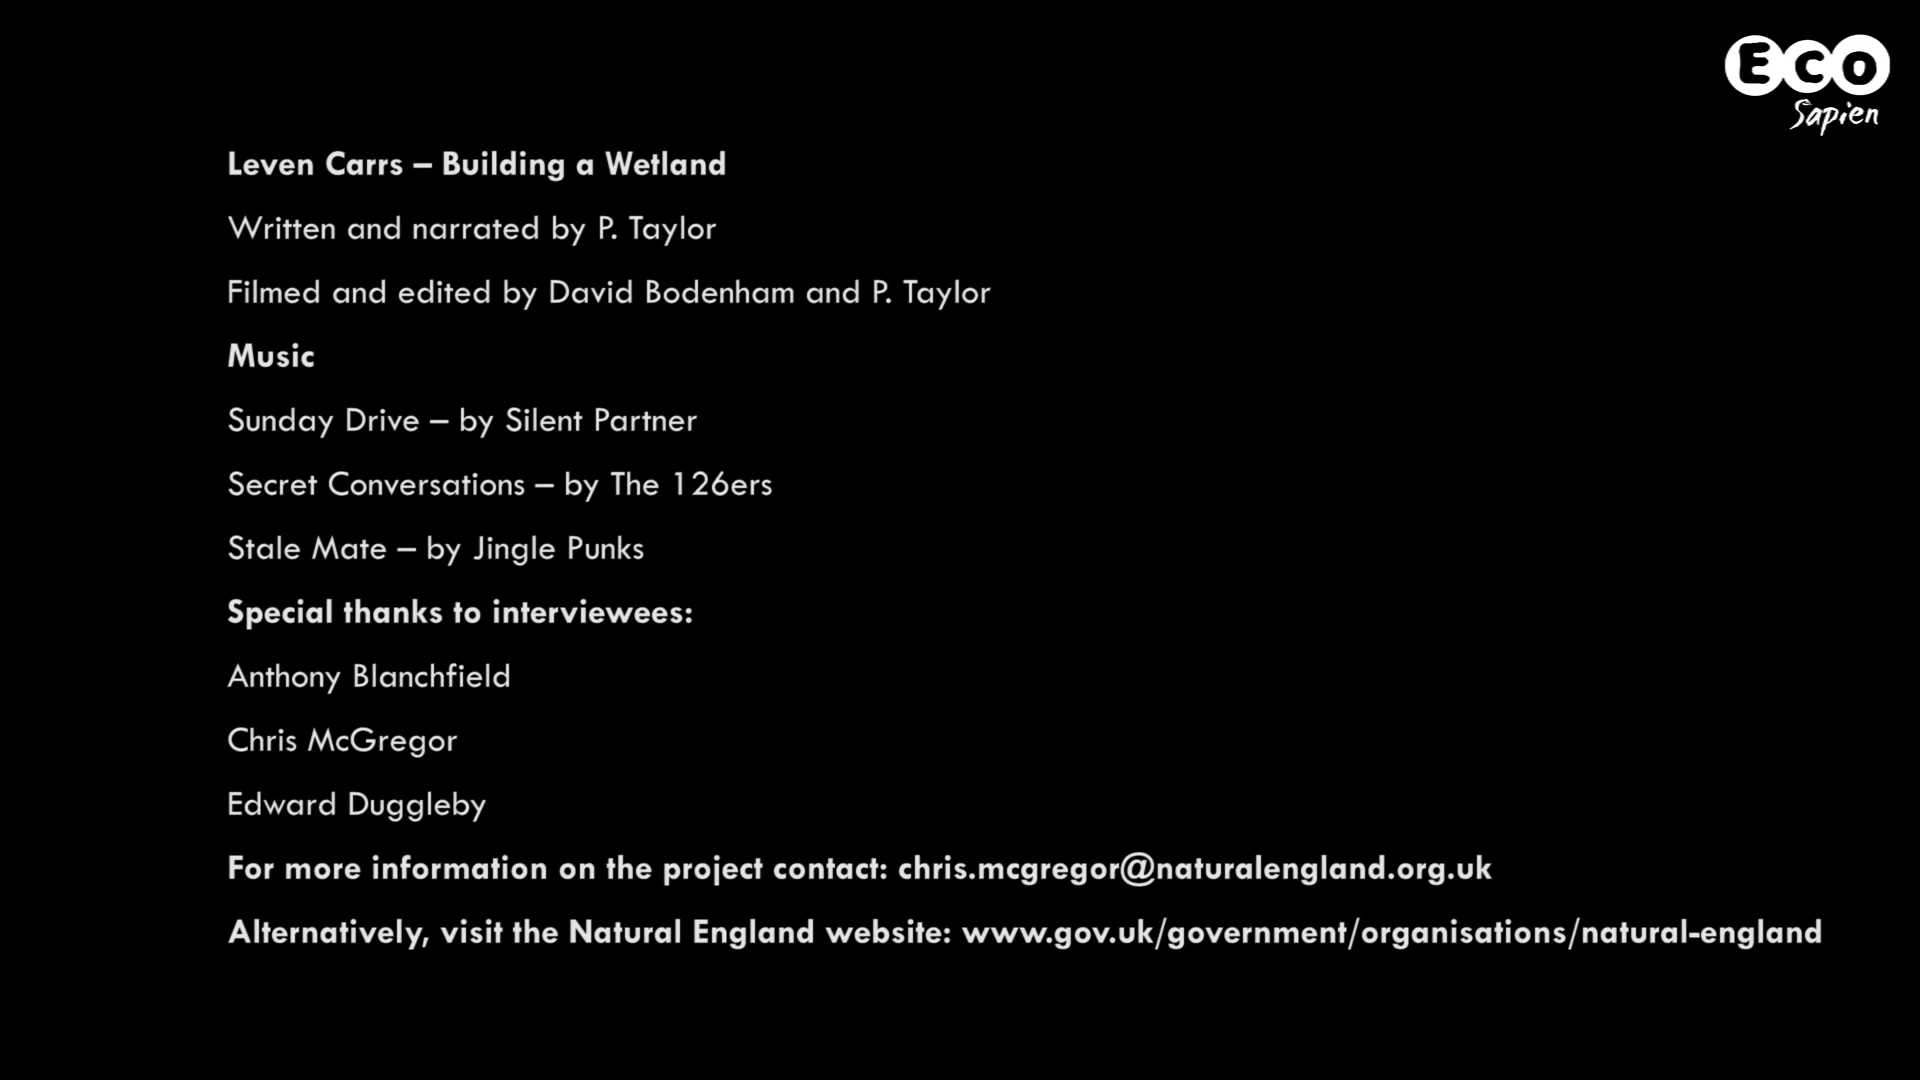 ECO
Sapien
Leven Carrs – Building a Wetland
Written and narrated by P. Taylor
Filmed and edited by David Bodenham and P. Taylor
Music
Sunday Drive – by Silent Partner
Secret Conversations – by The 126ers
Stale Mate – by Jingle Punks
Special thanks to interviewees:
Anthony Blanchfield
Chris McGregor
Edward Duggleby
For more information on the project contact: chris.mcgregor@naturalengland.org.uk
Alternatively, visit the Natural England website: www.gov.uk/government/organisations/natural-england